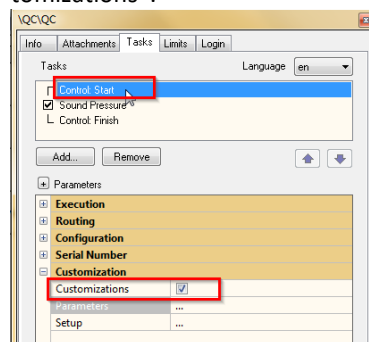 tomizations".
\QC\QC
Info Attachments Tasks Limits Login
Tasks Language en
Control: Start
Sound Pressure
Control: Finish
Add... Remove
Parameters
Execution
Routing
Configuration
Serial Number
Customization
Customizations
Parameters ...
Setup ...